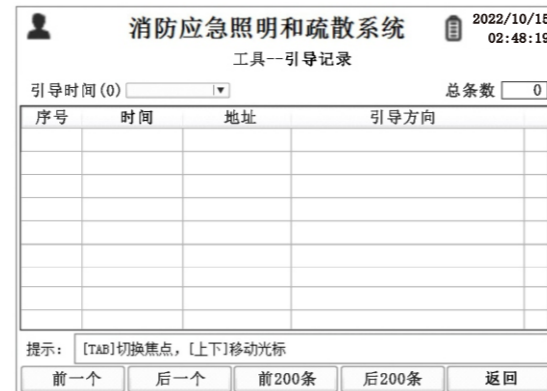 消防应急照明和疏散系统
2022/10/15
02:48:19
工具--引导记录
引导时间(0)
总条数 0
序号 时间 地址 引导方向
提示： [TAB]切换焦点，[上下]移动光标
前一个 后一个 前200条 后200条 返回